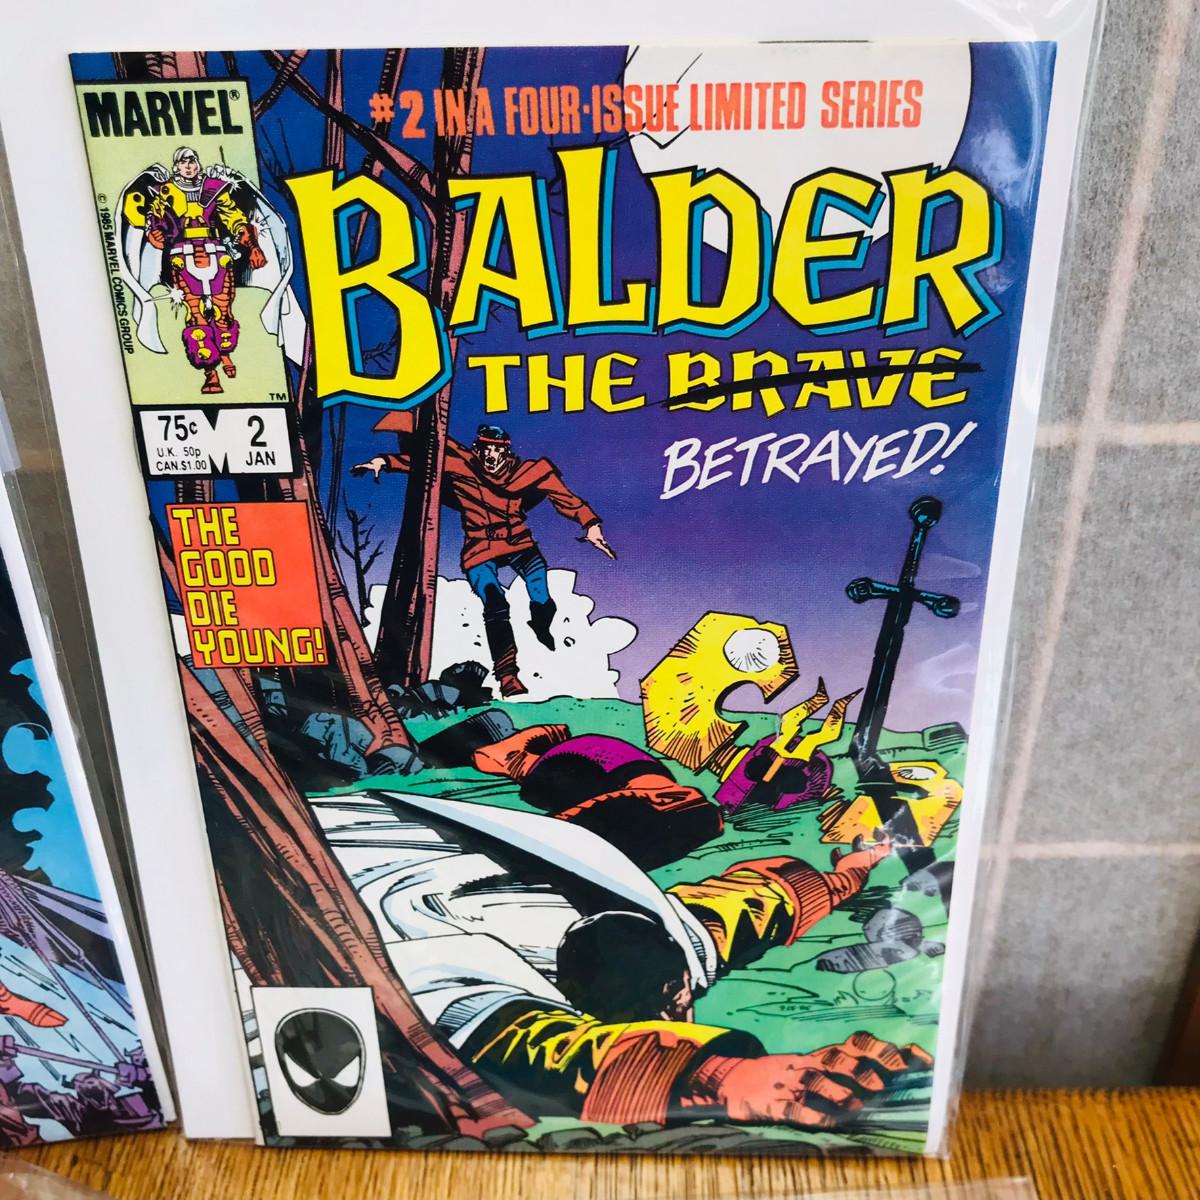 #2 IN A FOUR-ISSUE LIMITED SERIES
MARVEL®
BALDER
THE BRAVE
BETRAYED!
© 1985 MARVEL COMICS GROUP
TM
75¢
U.K. 50p
CAN.$1.00
M
2
JAN
THE
GOOD
DIE
YOUNG!